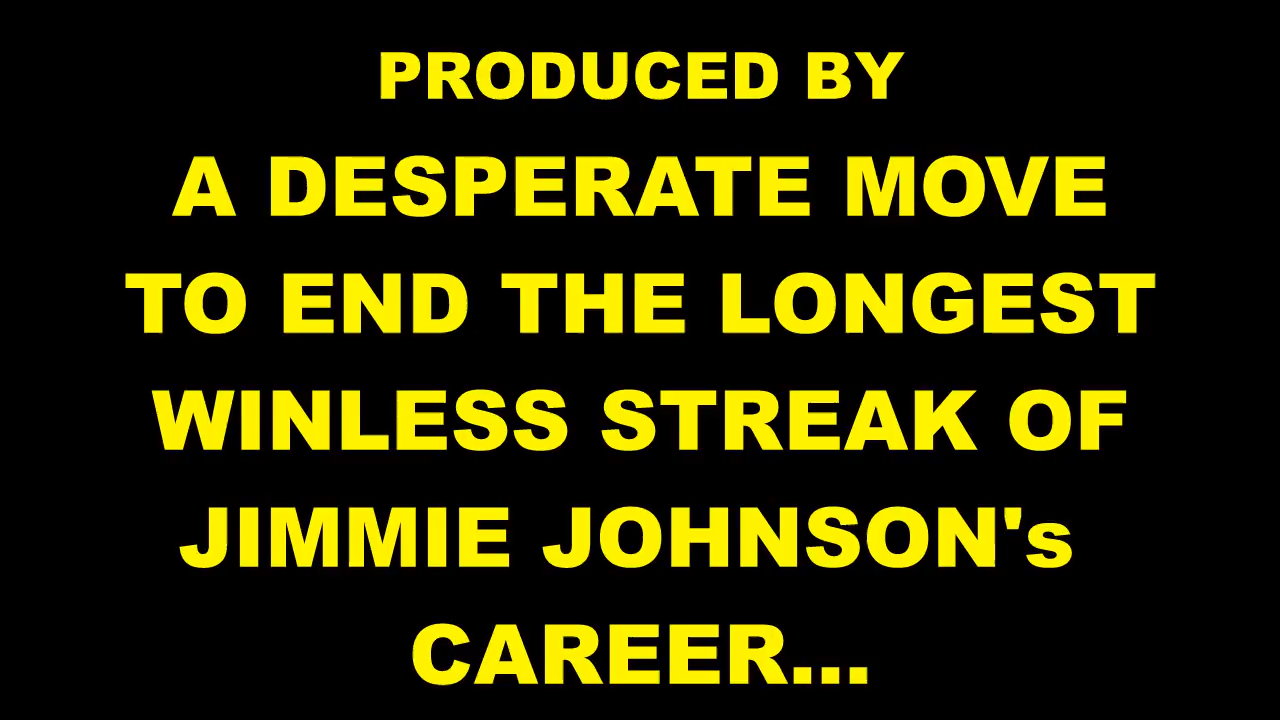 PRODUCED BY
A DESPERATE MOVE
TO END THE LONGEST
WINLESS STREAK OF
JIMMIE JOHNSON's
CAREER...